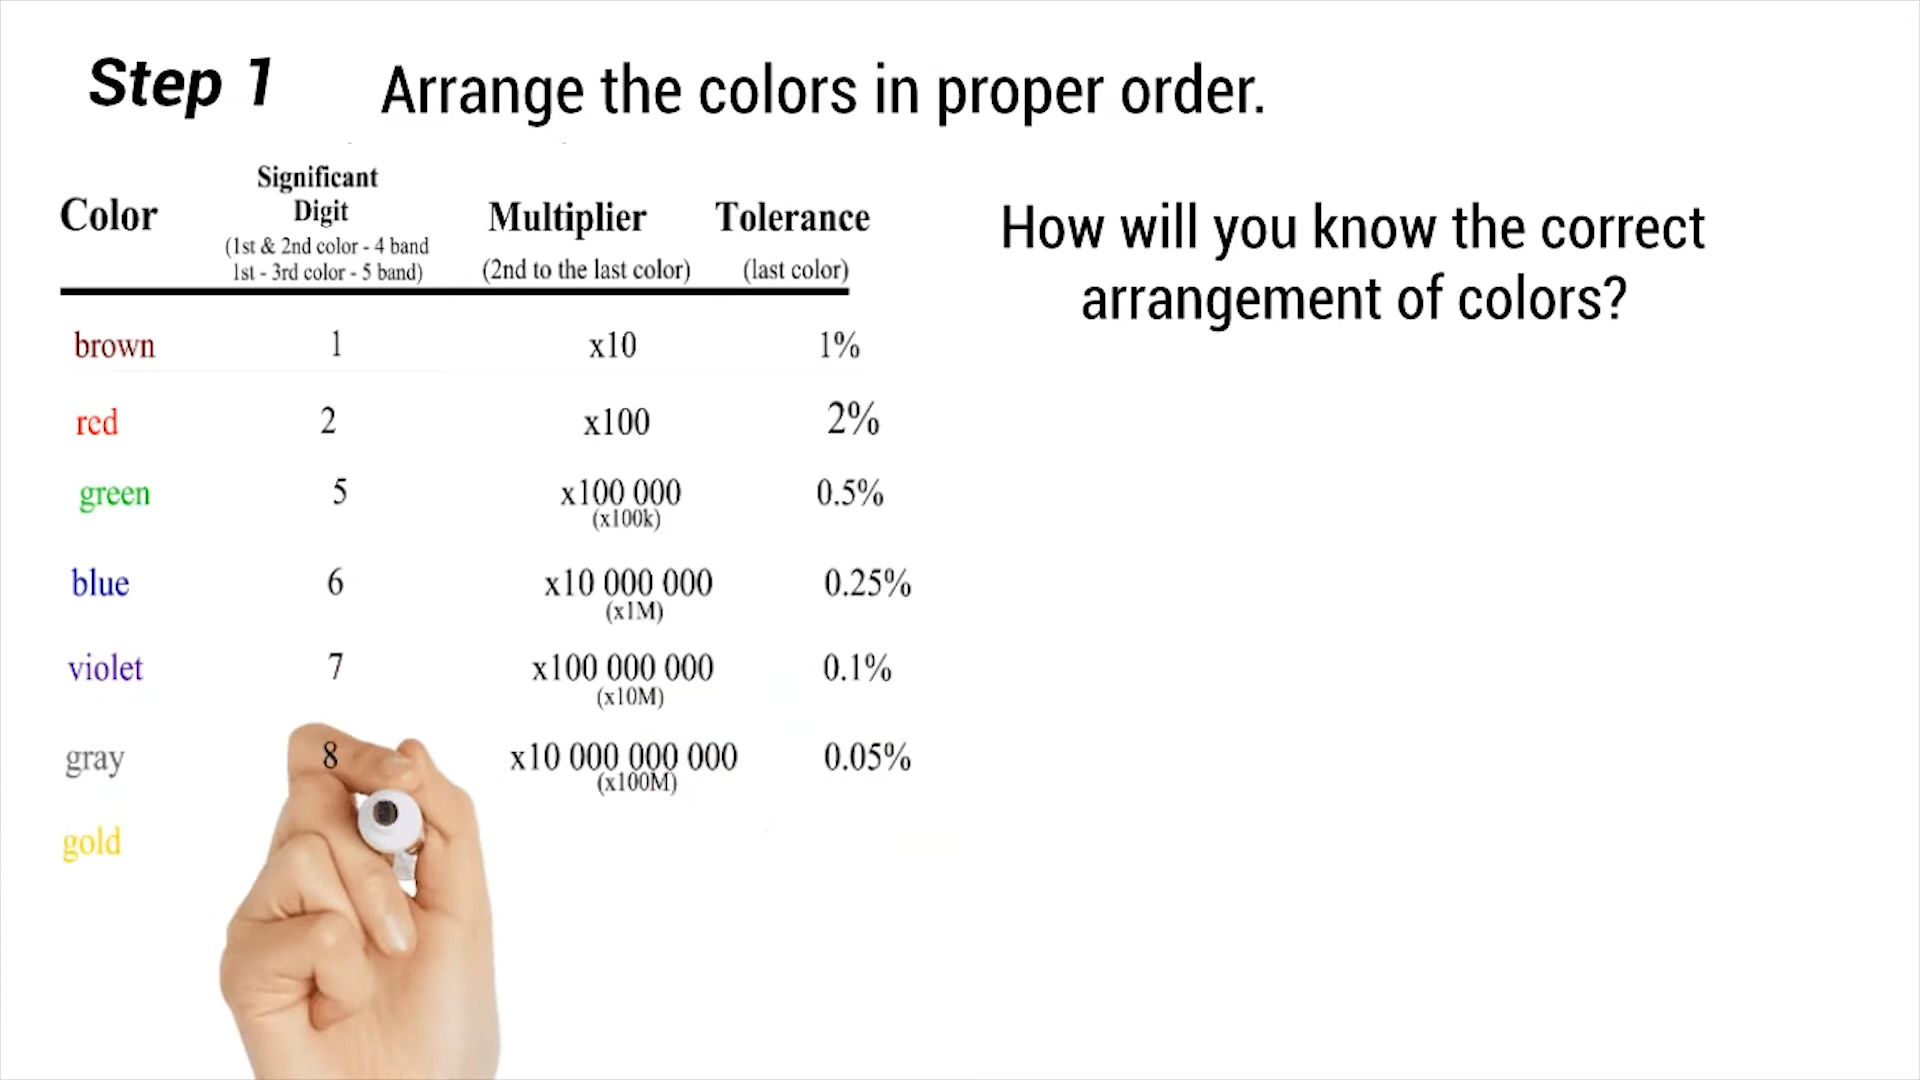 Step 1 Arrange the colors in proper order.
Color Significant Digit Multiplier Tolerance
(1st & 2nd color - 4 band
1st - 3rd color - 5 band) (2nd to the last color) (last color)
How will you know the correct
arrangement of colors?
brown 1 x10 1%
red 2 x100 2%
green 5 x100 000 0.5%
(x100k)
blue 6 x10 000 000 0.25%
(x1M)
violet 7 x100 000 000 0.1%
(x10M)
gray 8 x10 000 000 000 0.05%
(x100M)
gold